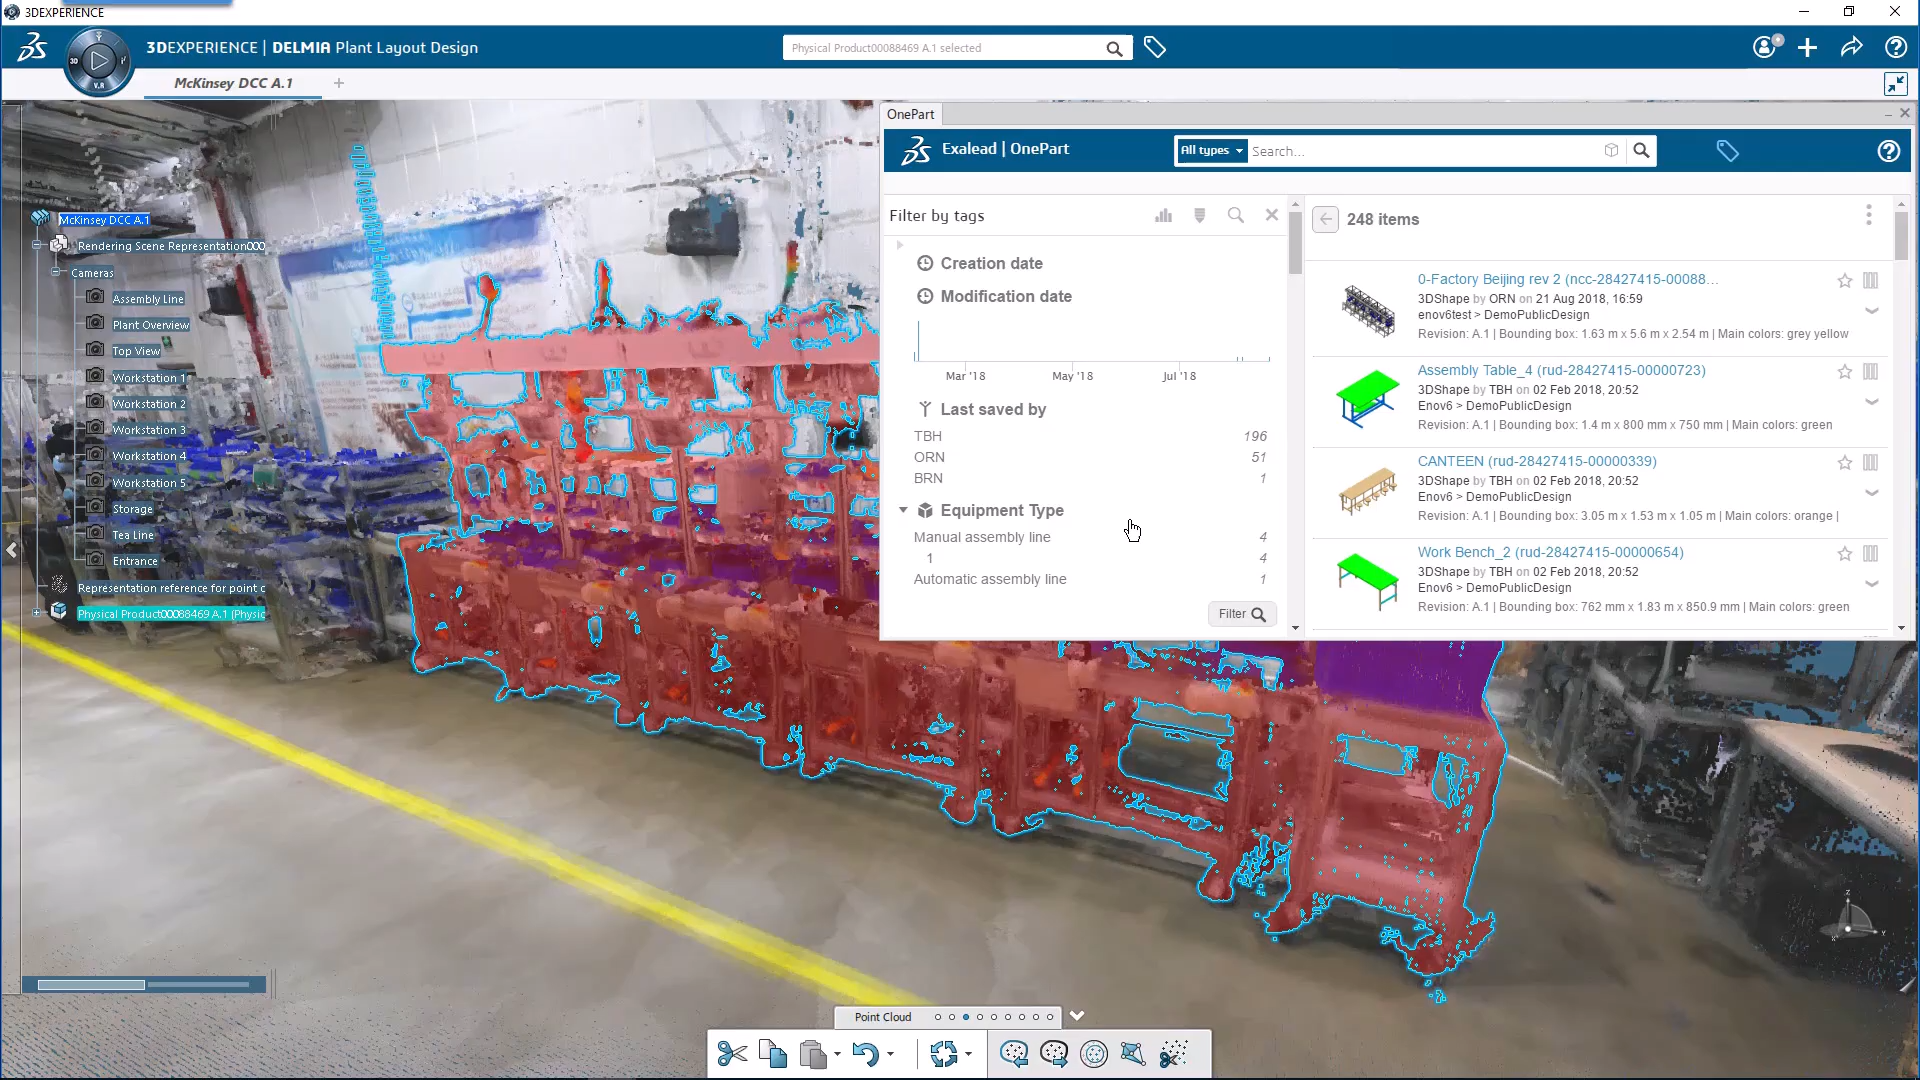 3DEXPERIENCE
3DEXPERIENCE | DELMIA Plant Layout Design
Physical Product00088469 A.1 selected
3D
V.R
McKinsey DCC A.1
OnePart
Exalead | OnePart
All types
Search...
Filter by tags
Creation date
Modification date
Mar '18
May '18
Jul '18
Last saved by
TBH 196
ORN 51
BRN 1
Equipment Type
Manual assembly line 4
1 4
Automatic assembly line 1
Filter
248 items
0-Factory Beijing rev 2 (ncc-28427415-00088...
3DShape by ORN on 21 Aug 2018, 16:59
enov6test > DemoPublicDesign
Revision: A.1 | Bounding box: 1.63 m x 5.6 m x 2.54 m | Main colors: grey yellow
Assembly Table_4 (rud-28427415-00000723)
3DShape by TBH on 02 Feb 2018, 20:52
Enov6 > DemoPublicDesign
Revision: A.1 | Bounding box: 1.4 m x 800 mm x 750 mm | Main colors: green
CANTEEN (rud-28427415-00000339)
3DShape by TBH on 02 Feb 2018, 20:52
Enov6 > DemoPublicDesign
Revision: A.1 | Bounding box: 3.05 m x 1.53 m x 1.05 m | Main colors: orange |
Work Bench_2 (rud-28427415-00000654)
3DShape by TBH on 02 Feb 2018, 20:52
Enov6 > DemoPublicDesign
Revision: A.1 | Bounding box: 762 mm x 1.83 m x 850.9 mm | Main colors: green
McKinsey DCC A.1
Rendering Scene Representation000
Cameras
Assembly Line
Plant Overview
Top View
Workstation 1
Workstation 2
Workstation 3
Workstation 4
Workstation 5
Storage
Tea Line
Entrance
Representation reference for point c
Physical Product00088469 A.1 (Physic
Point Cloud